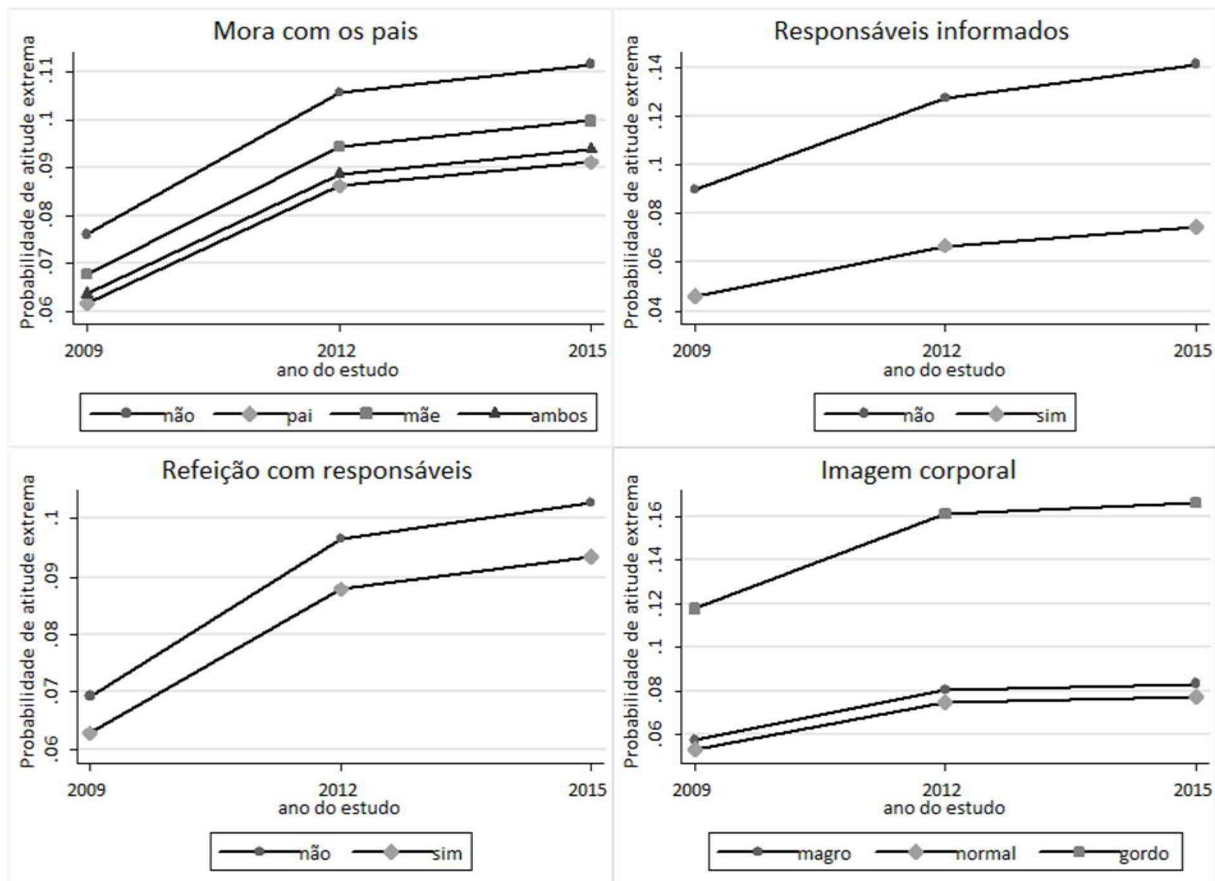 Mora com os pais
Probabilidade de atitude extrema
.11
.1
.09
.08
.07
.06
2009 2012 2015
ano do estudo
não pai mãe ambos
Responsáveis informados
Probabilidade de atitude extrema
.14
.12
.1
.08
.06
.04
2009 2012 2015
ano do estudo
não sim
Refeição com responsáveis
Probabilidade de atitude extrema
.1
.09
.08
.07
.06
2009 2012 2015
ano do estudo
não sim
Imagem corporal
Probabilidade de atitude extrema
.16
.14
.12
.1
.08
.06
2009 2012 2015
ano do estudo
magro normal gordo